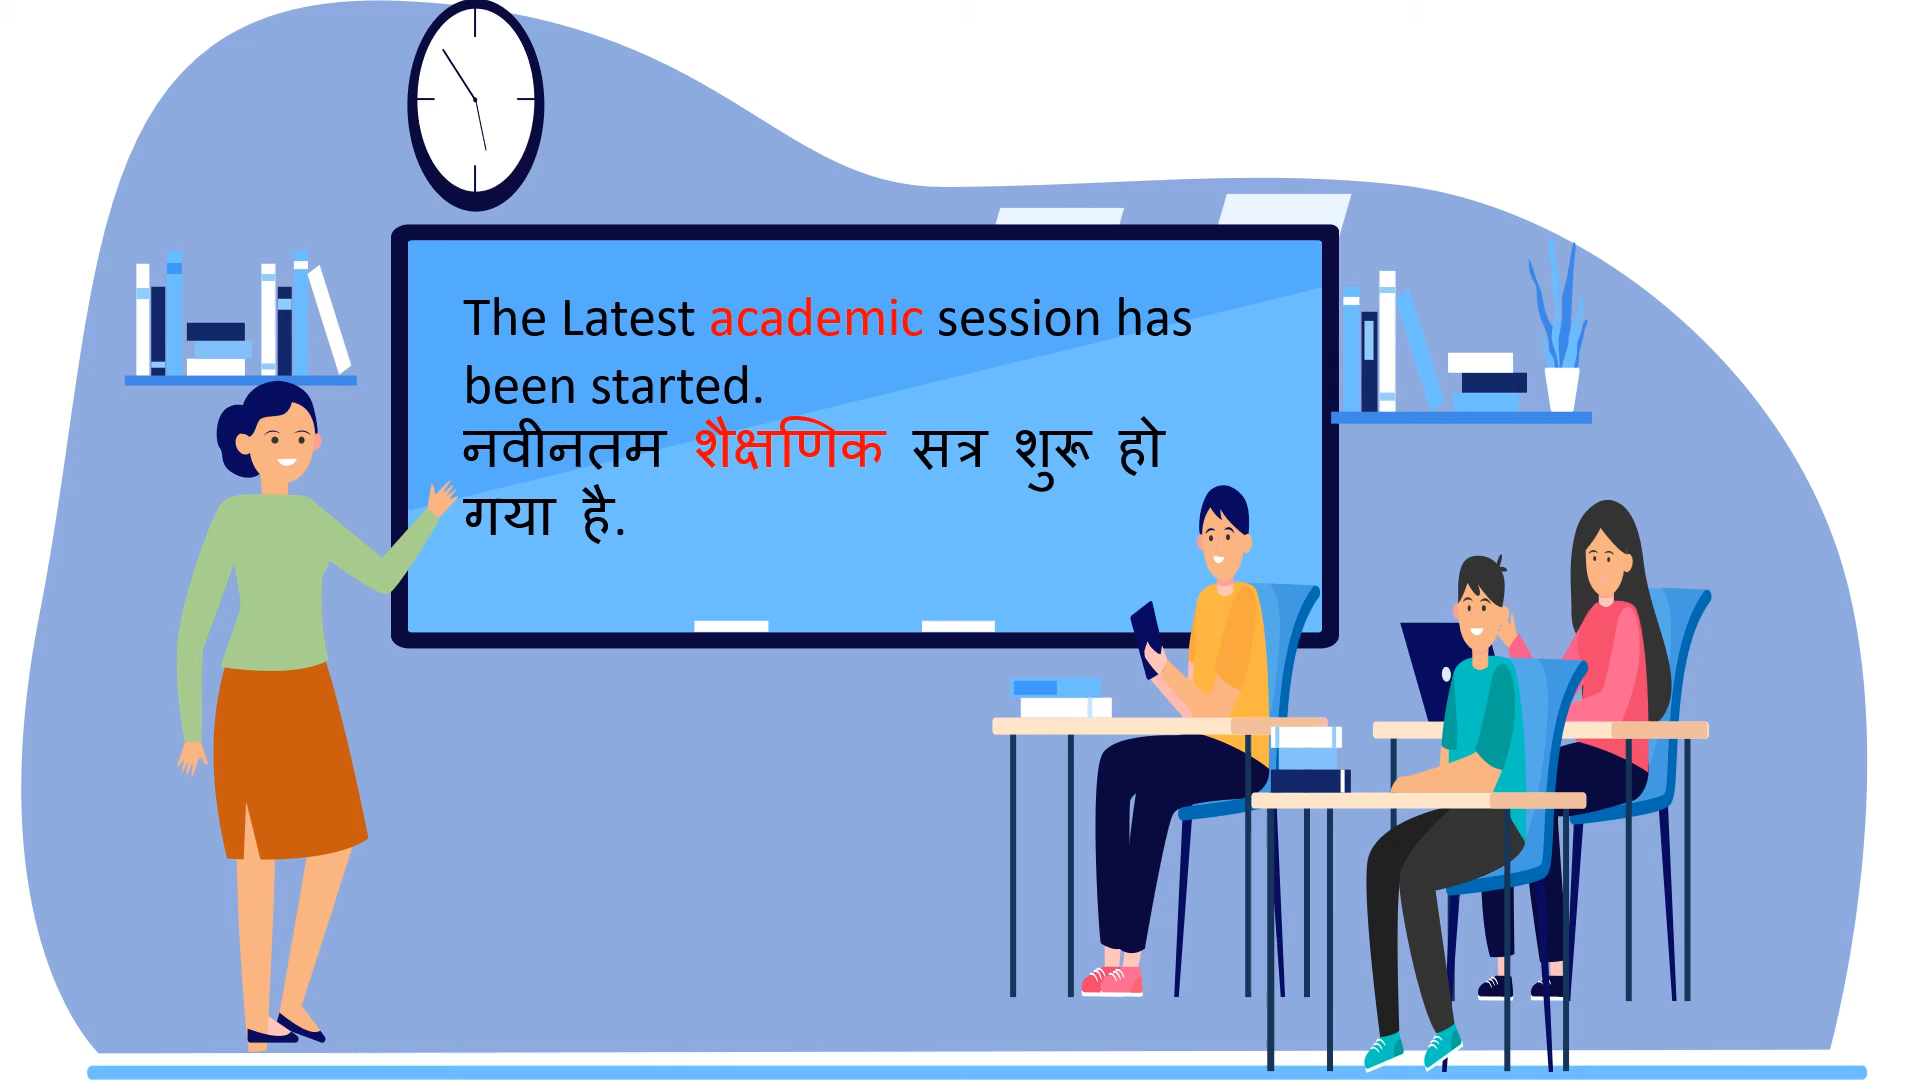 The Latest academic session has
been started.
नवीनतम शैक्षणिक सत्र शुरू हो
गया है.